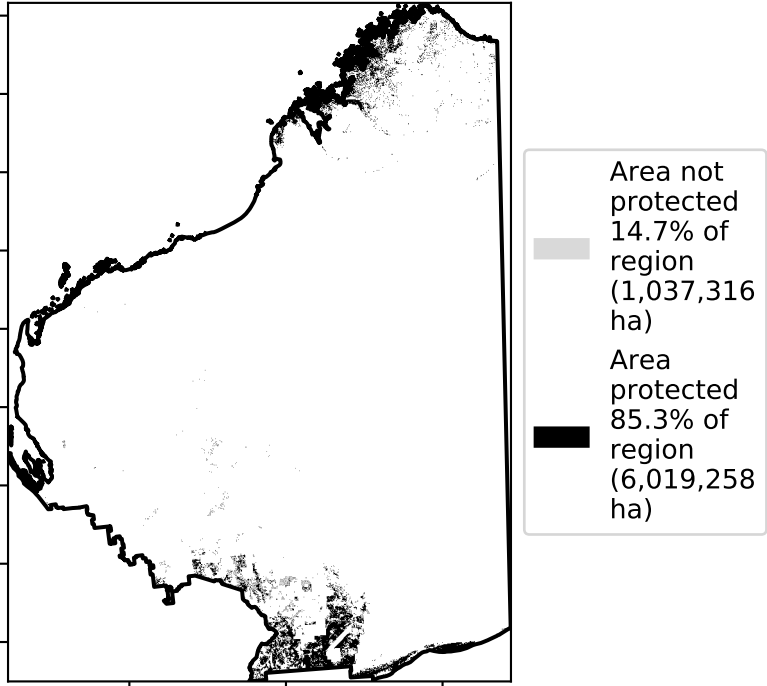 Area not
protected
14.7% of
region
(1,037,316
ha)
Area
protected
85.3% of
region
(6,019,258
ha)